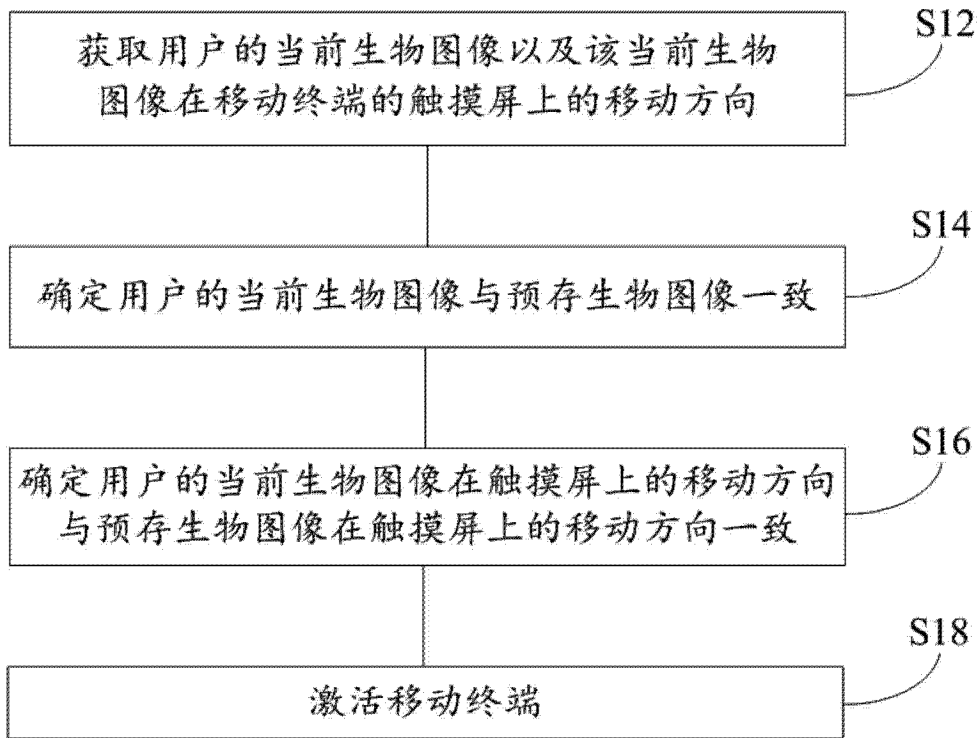 S12
获取用户的当前生物图像以及该当前生物
图像在移动终端的触摸屏上的移动方向
S14
确定用户的当前生物图像与预存生物图像一致
S16
确定用户的当前生物图像在触摸屏上的移动方向
与预存生物图像在触摸屏上的移动方向一致
S18
激活移动终端